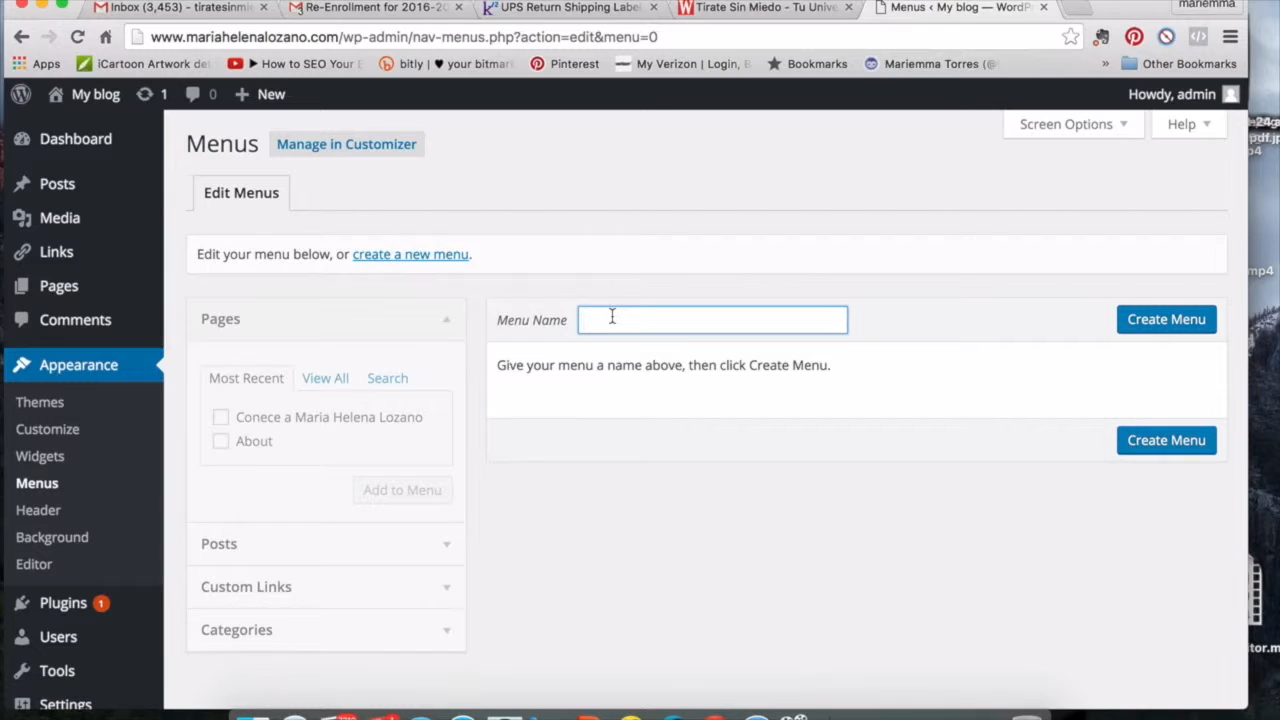 Inbox (3,453) – tiratesinmie
Re-Enrollment for 2016-20
UPS Return Shipping Labe
Tirate Sin Miedo - Tu Unive
Menus < My blog — WordP
mariemma
www.mariahelenalozano.com/wp-admin/nav-menus.php?action=edit&menu=0
Apps
iCartoon Artwork de
▶ How to SEO Your E
bitly | ♥ your bitmar
Pinterest
My Verizon | Login,
Bookmarks
Mariemma Torres (@
»
Other Bookmarks
My blog
1
0
+ New
Howdy, admin
Dashboard
Posts
Media
Links
Pages
Comments
Appearance
Themes
Customize
Widgets
Menus
Header
Background
Editor
Plugins 1
Users
Tools
Settings
Screen Options
Help
Menus
Manage in Customizer
Edit Menus
Edit your menu below, or create a new menu.
Pages
Most Recent
View All
Search
Conece a Maria Helena Lozano
About
Add to Menu
Posts
Custom Links
Categories
Menu Name
Create Menu
Give your menu a name above, then click Create Menu.
Create Menu